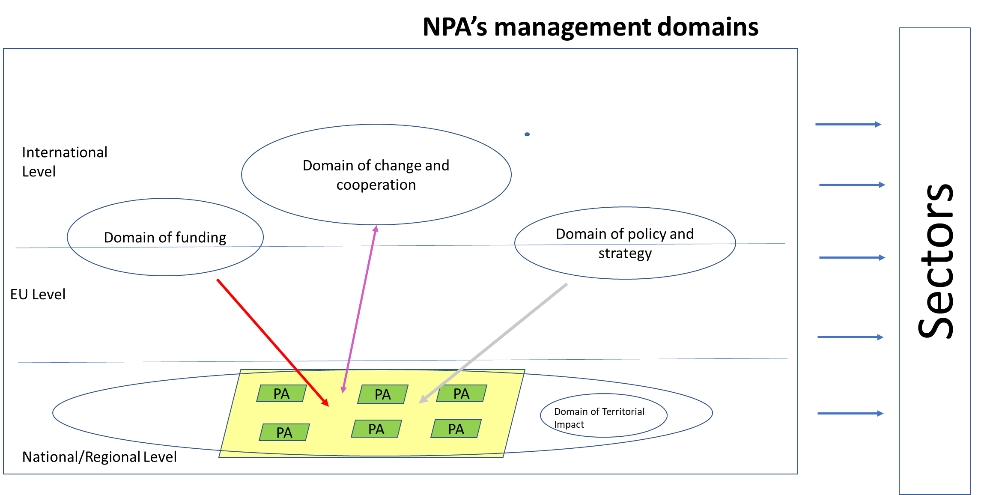 NPA’s management domains
International
Level
Domain of change and
cooperation
Domain of funding
Domain of policy and
strategy
EU Level
PA
PA
PA
PA
PA
PA
Domain of Territorial
Impact
National/Regional Level
Sectors